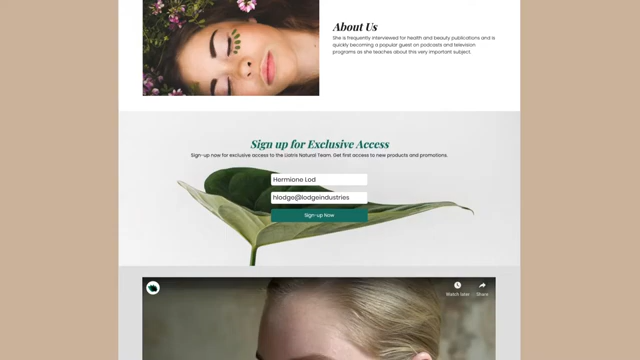 About Us
She is frequently interviewed for health and beauty publications and is
quickly becoming a popular guest on podcasts and television
programs as she teaches about this very important subject.
Sign up for Exclusive Access
Sign-up now for exclusive access to the Liatris Natural Team. Get first access to new products and promotions.
Hermione Lod
hlodge@lodgeindustries
Sign-up Now
Watch later
Share